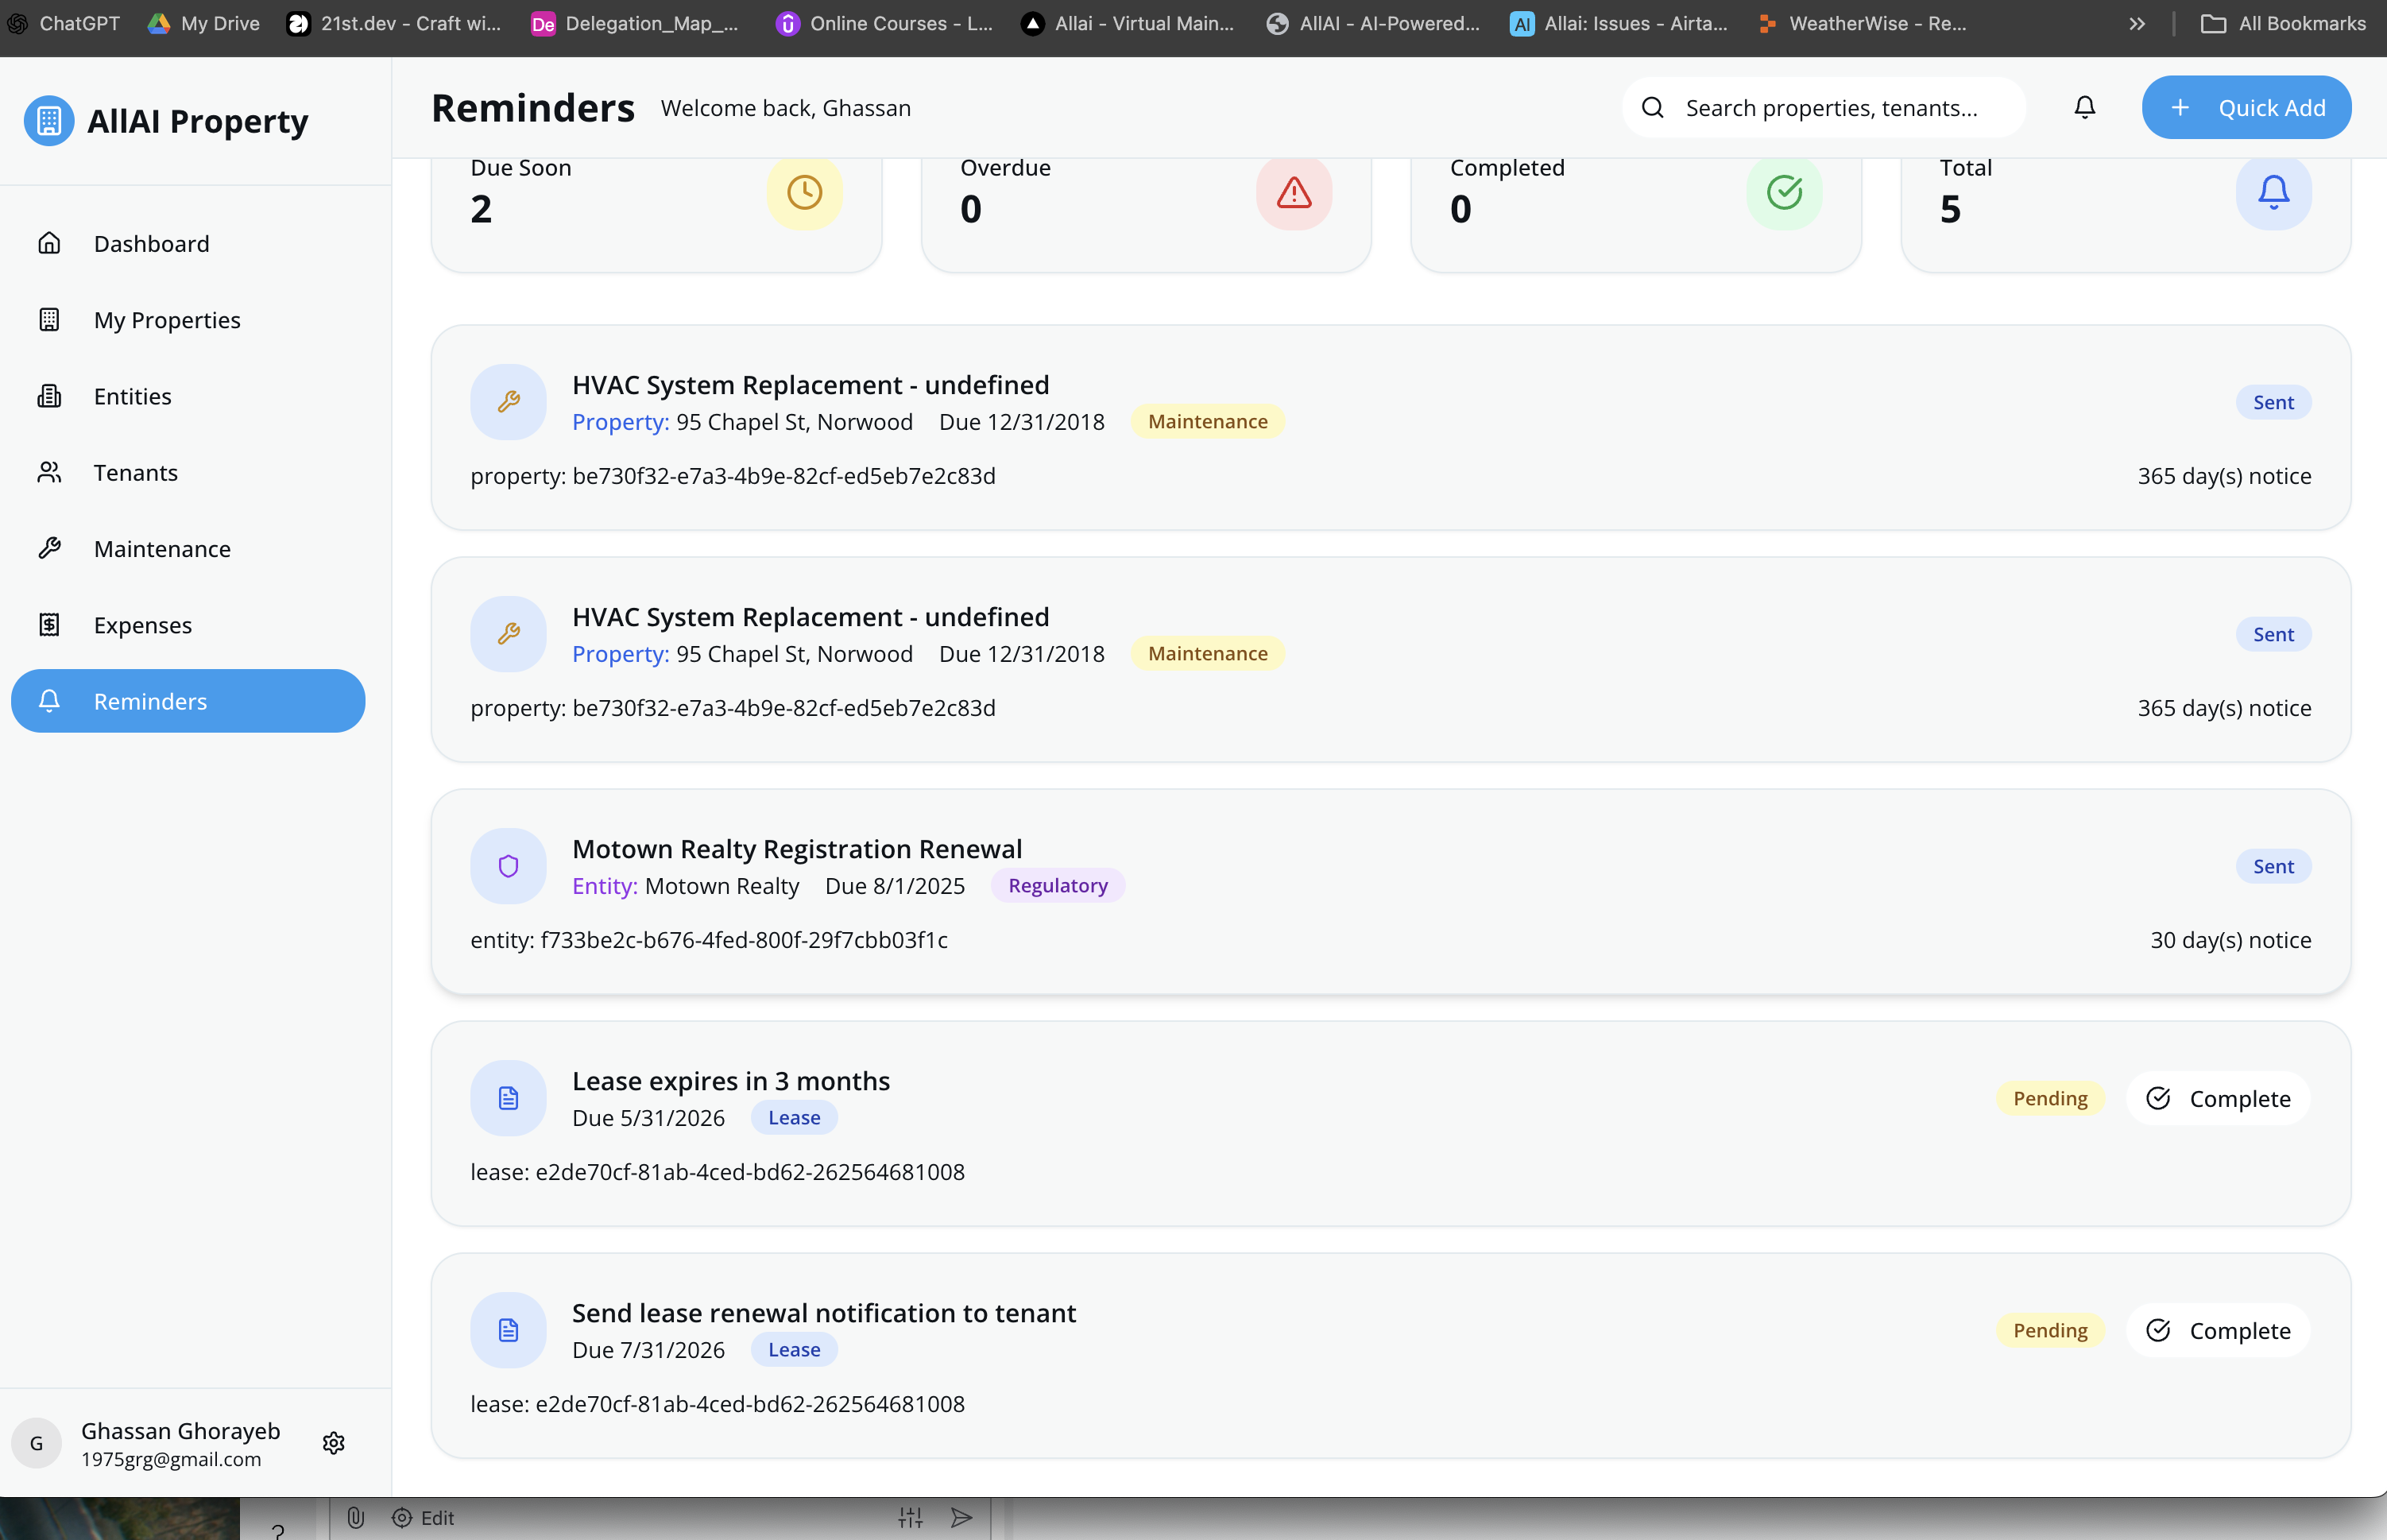 ChatGPT My Drive 21st.dev - Craft wi... De Delegation_Map_-... Online Courses - L... Allai - Virtual Main... AllAI - AI-Powered... AI Allai: Issues - Airta... WeatherWise - Re... All Bookmarks
AllAI Property
Dashboard
My Properties
Entities
Tenants
Maintenance
Expenses
Reminders
Ghassan Ghorayeb
G
1975grg@gmail.com
Reminders Welcome back, Ghassan Search properties, tenants... Quick Add
Due Soon
2
Overdue
0
Completed
0
Total
5
HVAC System Replacement - undefined
Property: 95 Chapel St, Norwood Due 12/31/2018 Maintenance
Sent
property: be730f32-e7a3-4b9e-82cf-ed5eb7e2c83d
365 day(s) notice
HVAC System Replacement - undefined
Property: 95 Chapel St, Norwood Due 12/31/2018 Maintenance
Sent
property: be730f32-e7a3-4b9e-82cf-ed5eb7e2c83d
365 day(s) notice
Motown Realty Registration Renewal
Entity: Motown Realty Due 8/1/2025 Regulatory
Sent
entity: f733be2c-b676-4fed-800f-29f7cbb03f1c
30 day(s) notice
Lease expires in 3 months
Due 5/31/2026 Lease
Pending Complete
lease: e2de70cf-81ab-4ced-bd62-262564681008
Send lease renewal notification to tenant
Due 7/31/2026 Lease
Pending Complete
lease: e2de70cf-81ab-4ced-bd62-262564681008
? Edit